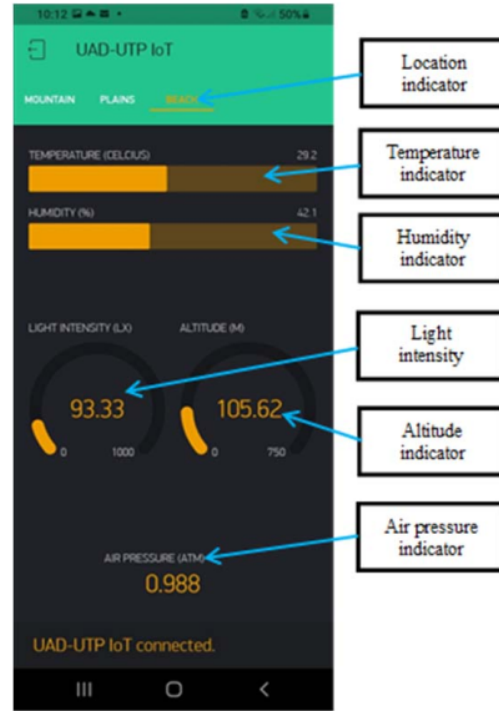 10:12
50%
UAD-UTP IoT
MOUNTAIN PLAINS BEACH
TEMPERATURE (CELCIUS) 29.2
HUMIDITY (%) 42.1
LIGHT INTENSITY (LX) ALTITUDE (M)
93.33 105.62
0 1000 0 750
AIR PRESSURE (ATM)
0.988
UAD-UTP IoT connected.
Location
indicator
Temperature
indicator
Humidity
indicator
Light
intensity
Altitude
indicator
Air pressure
indicator